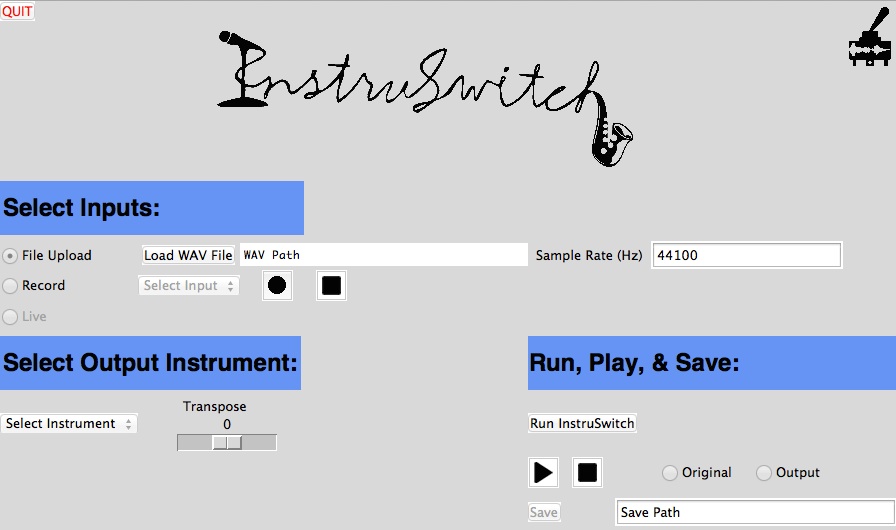 QUIT
InstruSwitch
Select Inputs:
File Upload Load WAV File WAV Path Sample Rate (Hz) 44100
Record Select Input
Live
Select Output Instrument: Run, Play, & Save:
Transpose
Select Instrument 0 Run InstruSwitch
Original Output
Save Save Path